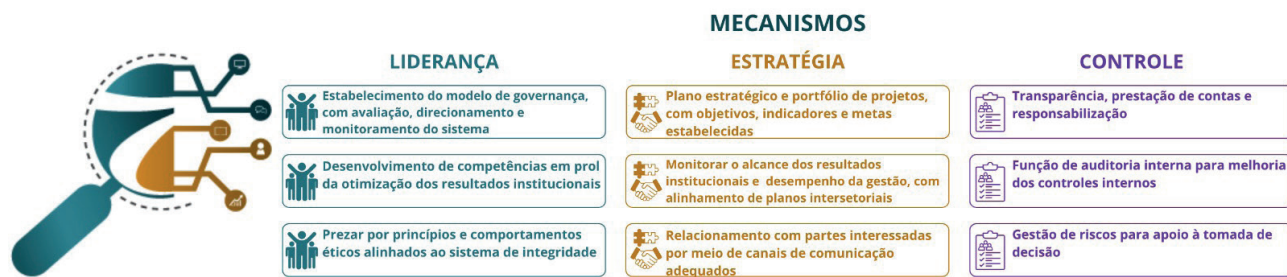 MECANISMOS
LIDERANÇA
Estabelecimento do modelo de governança,
com avaliação, direcionamento e
monitoramento do sistema
Desenvolvimento de competências em prol
da otimização dos resultados institucionais
Prezar por princípios e comportamentos
éticos alinhados ao sistema de integridade
ESTRATÉGIA
Plano estratégico e portfólio de projetos,
com objetivos, indicadores e metas
estabelecidas
Monitorar o alcance dos resultados
institucionais e desempenho da gestão, com
alinhamento de planos intersetoriais
Relacionamento com partes interessadas
por meio de canais de comunicação
adequados
CONTROLE
Transparência, prestação de contas e
responsabilização
Função de auditoria interna para melhoria
dos controles internos
Gestão de riscos para apoio à tomada de
decisão